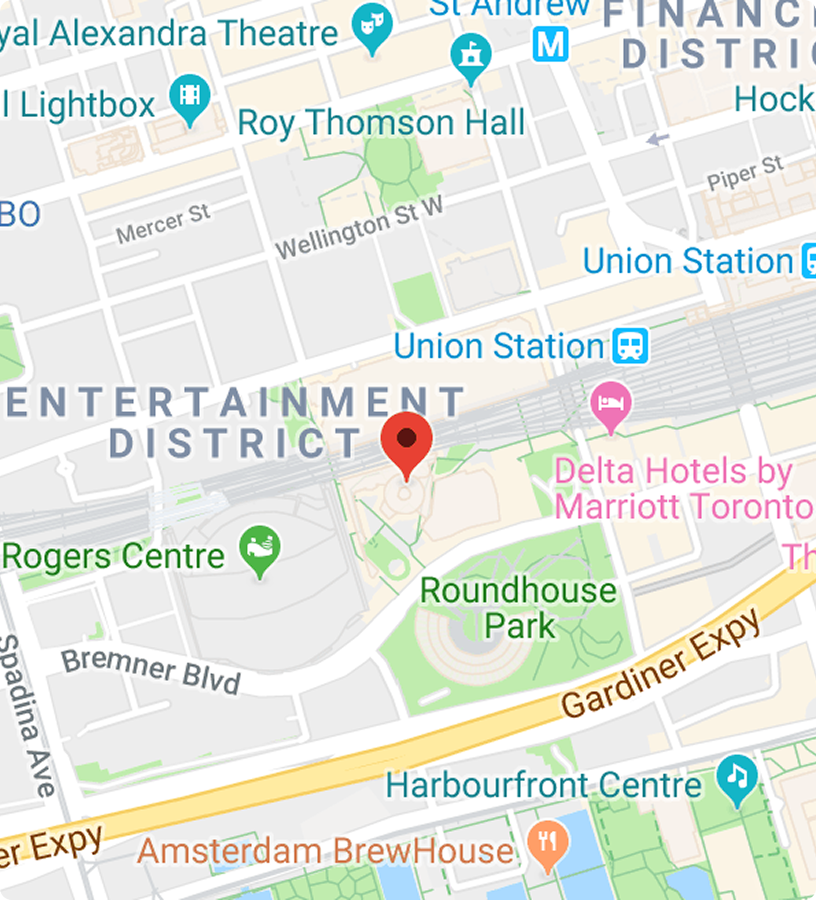 St Andrew
FINANC
DISTRIC
yal Alexandra Theatre
M
l Lightbox
Hock
Roy Thomson Hall
Piper St
BO
Mercer St
Wellington St W
Union Station
Union Station
ENTERTAINMENT
DISTRICT
Delta Hotels by
Marriott Toronto
Rogers Centre
Th
Roundhouse
Park
Bremner Blvd
Spadina Ave
Gardiner Expy
Harbourfront Centre
er Expy
Amsterdam BrewHouse